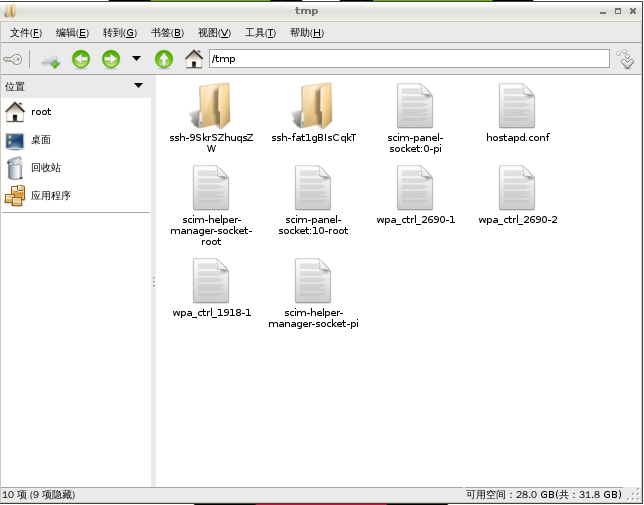 tmp
文件(F) 编辑(E) 转到(G) 书签(B) 视图(V) 工具(T) 帮助(H)
/tmp
位置
root
桌面
回收站
应用程序
ssh-9SkrSZhuqsZ
W
ssh-fat1gBIsCqkT
scim-panel-
socket:0-pi
hostapd.conf
scim-helper-
manager-socket-
root
scim-panel-
socket:10-root
wpa_ctrl_2690-1
wpa_ctrl_2690-2
wpa_ctrl_1918-1
scim-helper-
manager-socket-pi
10 项 (9 项隐藏)
可用空间：28.0 GB(共：31.8 GB)